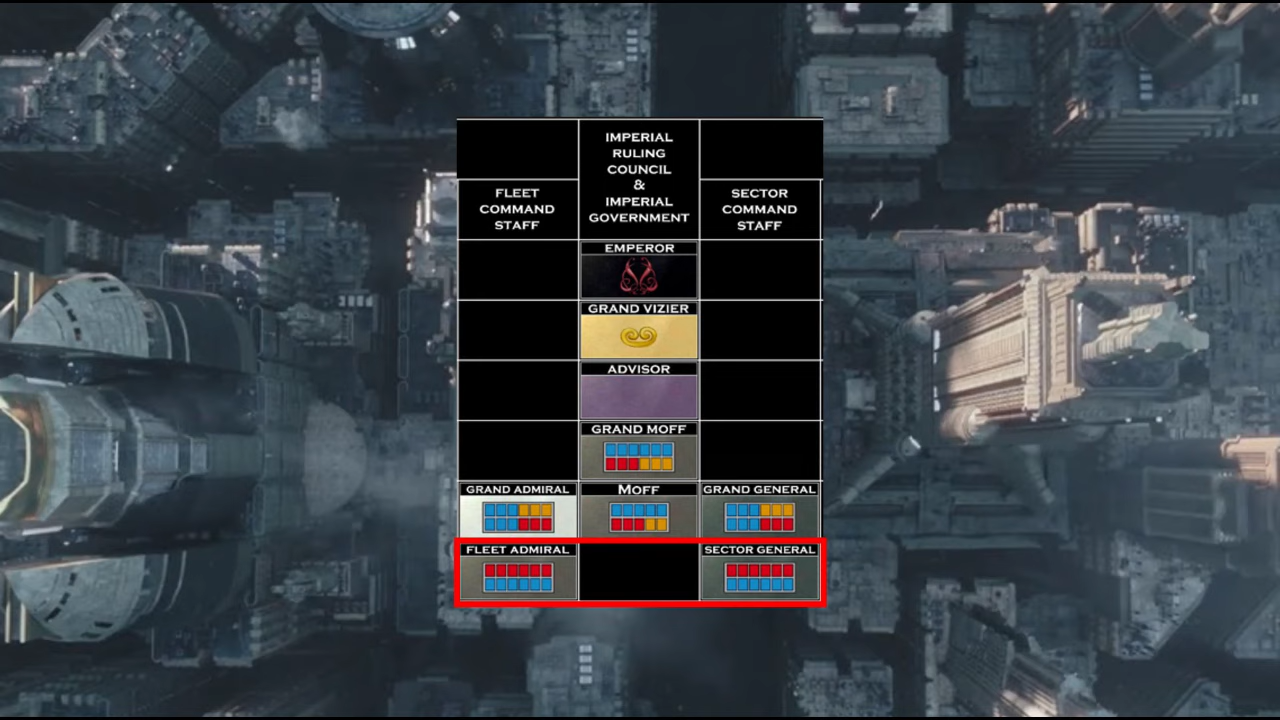 IMPERIAL
RULING
COUNCIL
&
IMPERIAL
GOVERNMENT
FLEET
COMMAND
STAFF
SECTOR
COMMAND
STAFF
EMPEROR
GRAND VIZIER
ADVISOR
GRAND MOFF
GRAND ADMIRAL
MOFF
GRAND GENERAL
FLEET ADMIRAL
SECTOR GENERAL